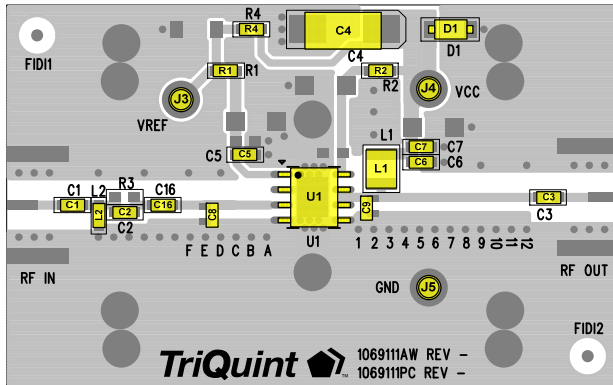 R4
C4
D1
D1
FIDI1
R4
R1
R1
C4
R2
R2
J3
J4
VCC
VREF
L1
C5
C5
C7
C7
C6
C6
L1
R3
L2
C1
C1
C16
C16
L2
C2
C2
C8
U1
C9
C3
C3
F E D C B A
U1
1 2 3 4 5 6 7 8 9 10 11 12
RF IN
RF OUT
GND
J5
FIDI2
TriQuint
1069111AW REV -
1069111PC REV -